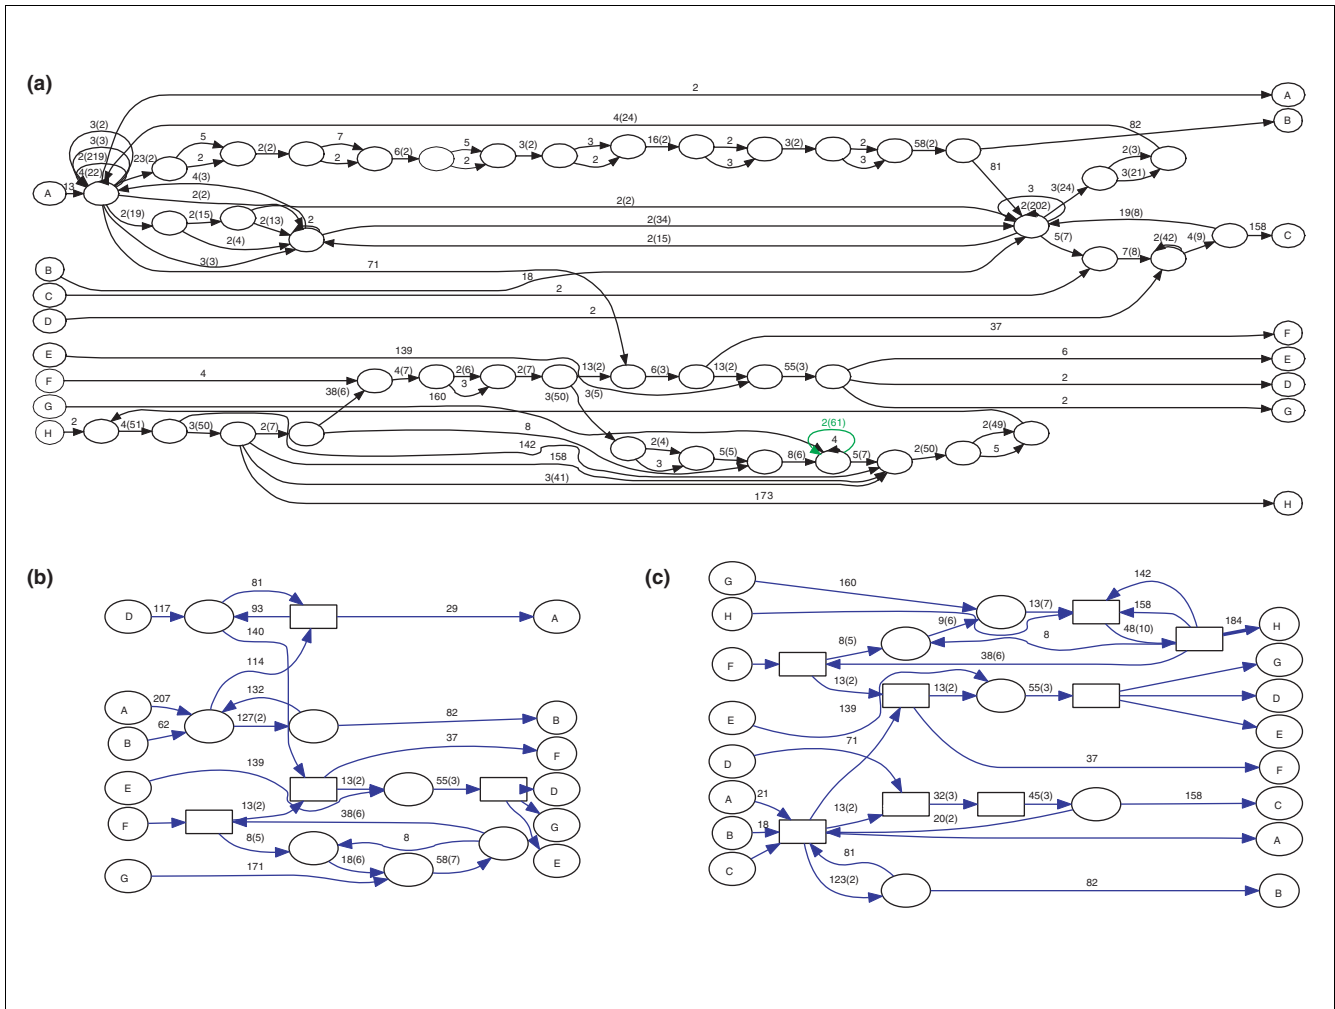 (a)
2 A
4(24) 82 B
3(2)
3(3) 5 7 5 3 16(2) 2 3(2) 2 58(2) 2(3)
2(219) 23(2) 2 2(2) 2 6(2) 2 3(2) 2 3 3 81 3(21)
4(22) 4(3) 3 3(24)
A 13 2(2) 2(2) 2(202)
2(19) 2(15) 2(13) 2 2(34) 19(8)
2(4) 2(15) 5(7) 2(42) 4(9) 158 C
3(3) 71 7(8)
B 18
C 2
D 2
37 F
E 139 6 E
F 4 4(7) 2(6) 2(7) 13(2) 6(3) 13(2) 55(3) 2 D
38(6) 3 160 3(50) 3(5) 2 G
G
H 2 4(51) 3(50) 2(7) 8 2(61) 2(49)
142 2(4) 5(5) 4 5(7) 2(50) 5
158 3 8(6)
3(41)
173 H
(b)
81
D 117 93 29 A
140
114
A 207 132
B 62 127(2) 82 B
37 F
139
E 13(2) 55(3) D
13(2)
F 38(6) G
8(5) 8
18(6) E
G 171 58(7)
(c)
G 160 142
H 13(7) 158
9(6) 48(10) 184 H
8(5) 8
F 38(6) G
13(2) 13(2) 55(3) D
139
E E
71
D 37 F
A 21 32(3) 45(3) 158 C
13(2)
B 18 20(2) A
C 81
123(2) 82 B